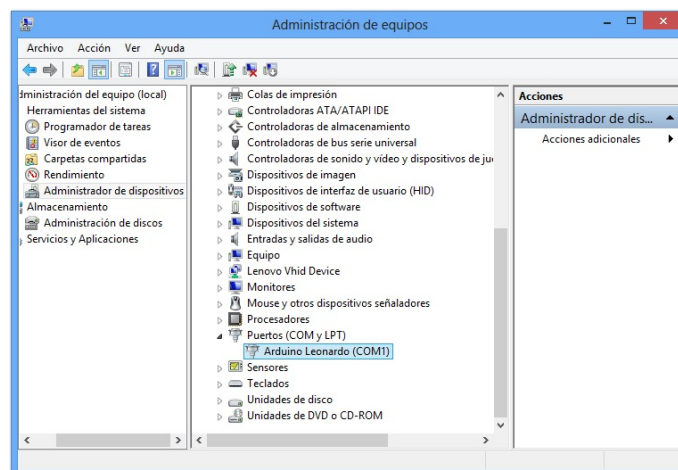 Administración de equipos
Archivo Acción Ver Ayuda
dministración del equipo (local)
Herramientas del sistema
Programador de tareas
Visor de eventos
Carpetas compartidas
Rendimiento
Administrador de dispositivos
Almacenamiento
Administración de discos
Servicios y Aplicaciones
Colas de impresión
Controladoras ATA/ATAPI IDE
Controladoras de almacenamiento
Controladoras de bus serie universal
Controladoras de sonido y vídeo y dispositivos de jue
Dispositivos de imagen
Dispositivos de interfaz de usuario (HID)
Dispositivos de software
Dispositivos del sistema
Entradas y salidas de audio
Equipo
Lenovo Vhid Device
Monitores
Mouse y otros dispositivos señaladores
Procesadores
Puertos (COM y LPT)
Arduino Leonardo (COM1)
Sensores
Teclados
Unidades de disco
Unidades de DVD o CD-ROM
Acciones
Administrador de dis...
Acciones adicionales